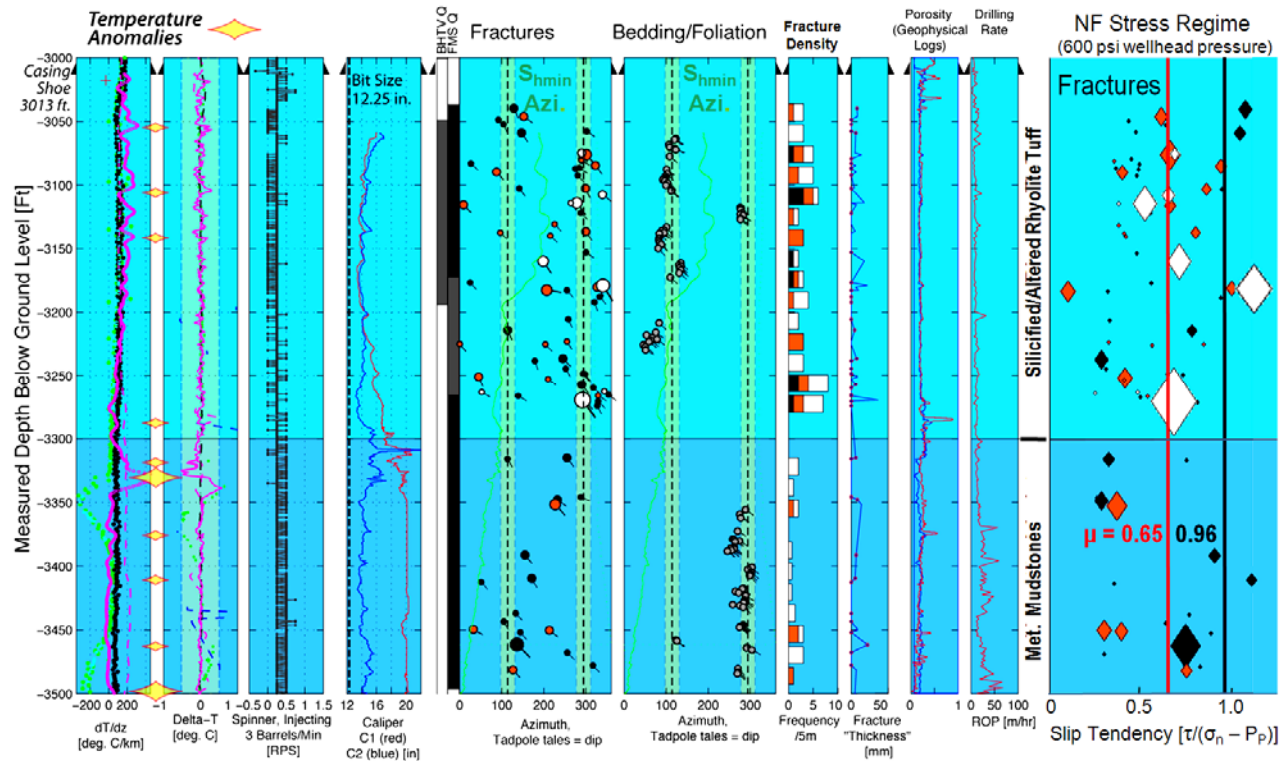 Temperature
Anomalies
BHTV Q
FMS Q
Fractures
Bedding/Foliation
Fracture
Density
Porosity
(Geophysical
Logs)
Drilling
Rate
NF Stress Regime
(600 psi wellhead pressure)
Measured Depth Below Ground Level [Ft]
-3000
-3050
-3100
-3150
-3200
-3250
-3300
-3350
-3400
-3450
-3500
Casing
Shoe
3013 ft.
Bit Size
12.25 in.
Shmin
Azi.
Shmin
Azi.
Fractures
Silicified/Altered Rhyolite Tuff
Met. Mudstones
μ = 0.65
0.96
-200 0 200
dT/dz
[deg. C/km]
-1 0 1
Delta-T
[deg. C]
-0.5 0 0.5 1 1.5
Spinner, Injecting
3 Barrels/Min
[RPS]
12 16 20
Caliper
C1 (red)
C2 (blue) [in]
0 100 200 300
Azimuth,
Tadpole tales = dip
0 100 200 300
Azimuth,
Tadpole tales = dip
0 5 10
Frequency
/5m
0 50
Fracture
"Thickness"
[mm]
0 1
0 50 100
ROP [m/hr]
0 0.5 1.0
Slip Tendency [τ/(σn – PP)]